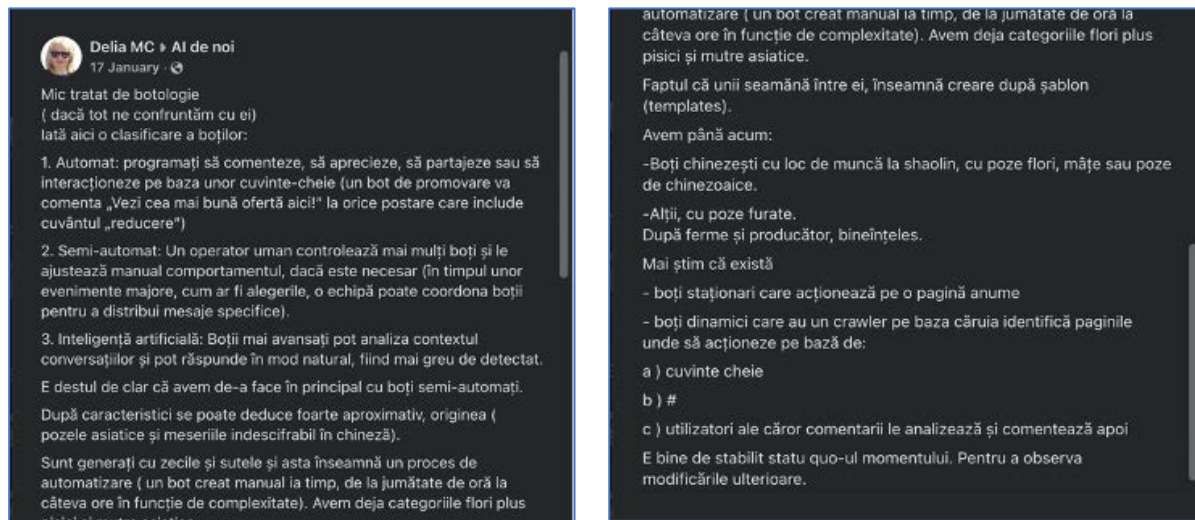 Delia MC ▸ AI de noi
17 January ·
Mic tratat de botologie
( dacă tot ne confruntăm cu ei)
Iată aici o clasificare a boților:
1. Automat: programați să comenteze, să aprecieze, să partajeze sau să
interacționeze pe baza unor cuvinte-cheie (un bot de promovare va
comenta „Vezi cea mai bună ofertă aici!" la orice postare care include
cuvântul „reducere")
2. Semi-automat: Un operator uman controlează mai mulți boți și le
ajustează manual comportamentul, dacă este necesar (în timpul unor
evenimente majore, cum ar fi alegerile, o echipă poate coordona boții
pentru a distribui mesaje specifice).
3. Inteligență artificială: Boții mai avansați pot analiza contextul
conversațiilor și pot răspunde în mod natural, fiind mai greu de detectat.
E destul de clar că avem de-a face în principal cu boți semi-automați.
După caracteristici se poate deduce foarte aproximativ, originea (
pozele asiatice și meseriile indescifrabil în chineză).
Sunt generați cu zecile și sutele și asta înseamnă un proces de
automatizare ( un bot creat manual ia timp, de la jumătate de oră la
câteva ore în funcție de complexitate). Avem deja categoriile flori plus
pisici și mutre asiatice.
automatizare ( un bot creat manual ia timp, de la jumătate de oră la
câteva ore în funcție de complexitate). Avem deja categoriile flori plus
pisici și mutre asiatice.
Faptul că unii seamănă între ei, înseamnă creare după șablon
(templates).
Avem până acum:
-Boți chinezești cu loc de muncă la shaolin, cu poze flori, mâțe sau poze
de chinezoaice.
-Alții, cu poze furate.
După ferme și producător, bineînțeles.
Mai știm că există
- boți staționari care acționează pe o pagină anume
- boți dinamici care au un crawler pe baza căruia identifică paginile
unde să acționeze pe bază de:
a ) cuvinte cheie
b ) #
c ) utilizatori ale căror comentarii le analizează și comentează apoi
E bine de stabilit statu quo-ul momentului. Pentru a observa
modificările ulterioare.